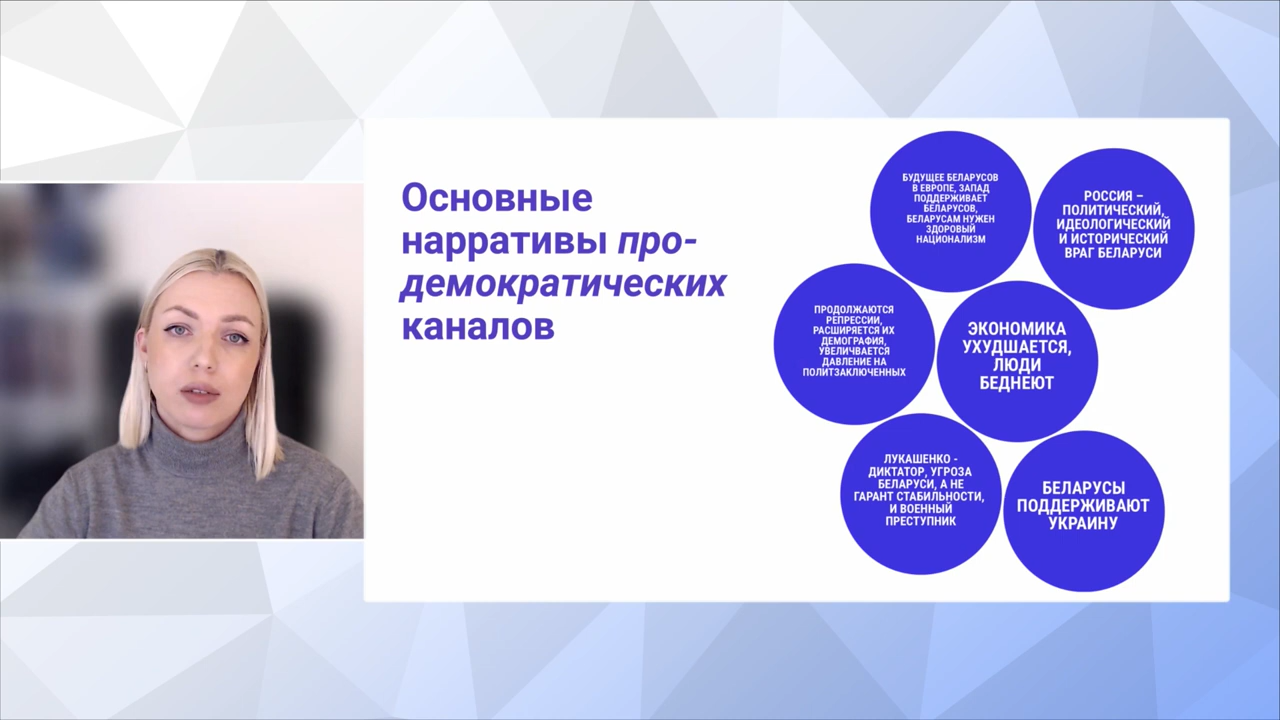 Основные
нарративы про-
демократических
каналов
БУДУЩЕЕ БЕЛАРУСОВ
В ЕВРОПЕ, ЗАПАД
ПОДДЕРЖИВАЕТ
БЕЛАРУСОВ,
БЕЛАРУСАМ НУЖЕН
ЗДОРОВЫЙ
НАЦИОНАЛИЗМ
РОССИЯ –
ПОЛИТИЧЕСКИЙ,
ИДЕОЛОГИЧЕСКИЙ
И ИСТОРИЧЕСКИЙ
ВРАГ БЕЛАРУСИ
ПРОДОЛЖАЮТСЯ
РЕПРЕССИИ,
РАСШИРЯЕТСЯ ИХ
ДЕМОГРАФИЯ,
УВЕЛИЧВАЕТСЯ
ДАВЛЕНИЕ НА
ПОЛИТЗАКЛЮЧЕННЫХ
ЭКОНОМИКА
УХУДШАЕТСЯ,
ЛЮДИ
БЕДНЕЮТ
ЛУКАШЕНКО -
ДИКТАТОР, УГРОЗА
БЕЛАРУСИ, А НЕ
ГАРАНТ СТАБИЛЬНОСТИ,
И ВОЕННЫЙ
ПРЕСТУПНИК
БЕЛАРУСЫ
ПОДДЕРЖИВАЮТ
УКРАИНУ